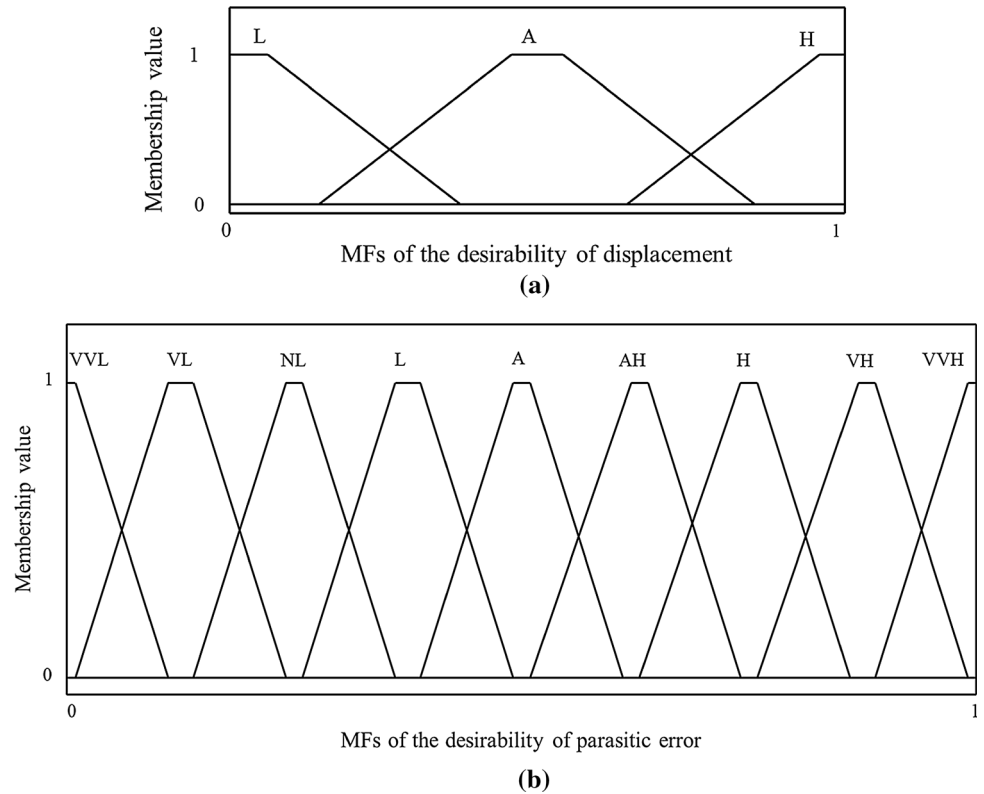 L A H
1
Membership value
0
0 1
MFs of the desirability of displacement
(a)
VVL VL NL L A AH H VH VVH
1
Membership value
0
0 1
MFs of the desirability of parasitic error
(b)